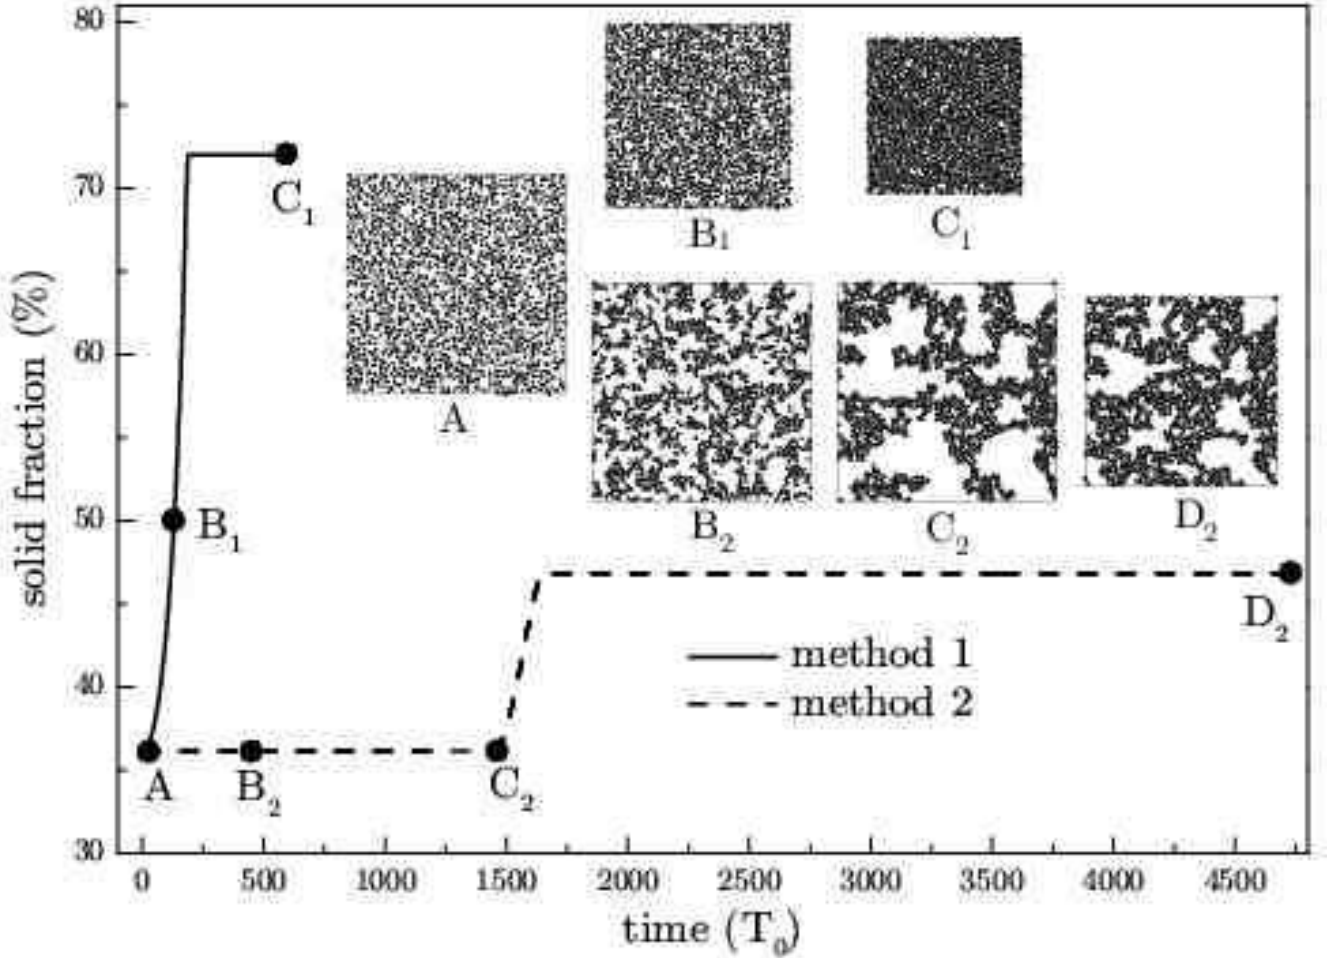 80
70
60
50
40
30
solid fraction (%)
C₁
B₁
A
B₁
C₁
A
B₂
C₂
D₂
D₂
method 1
method 2
B₂
C₂
0 500 1000 1500 2000 2500 3000 3500 4000 4500
time (T₀)